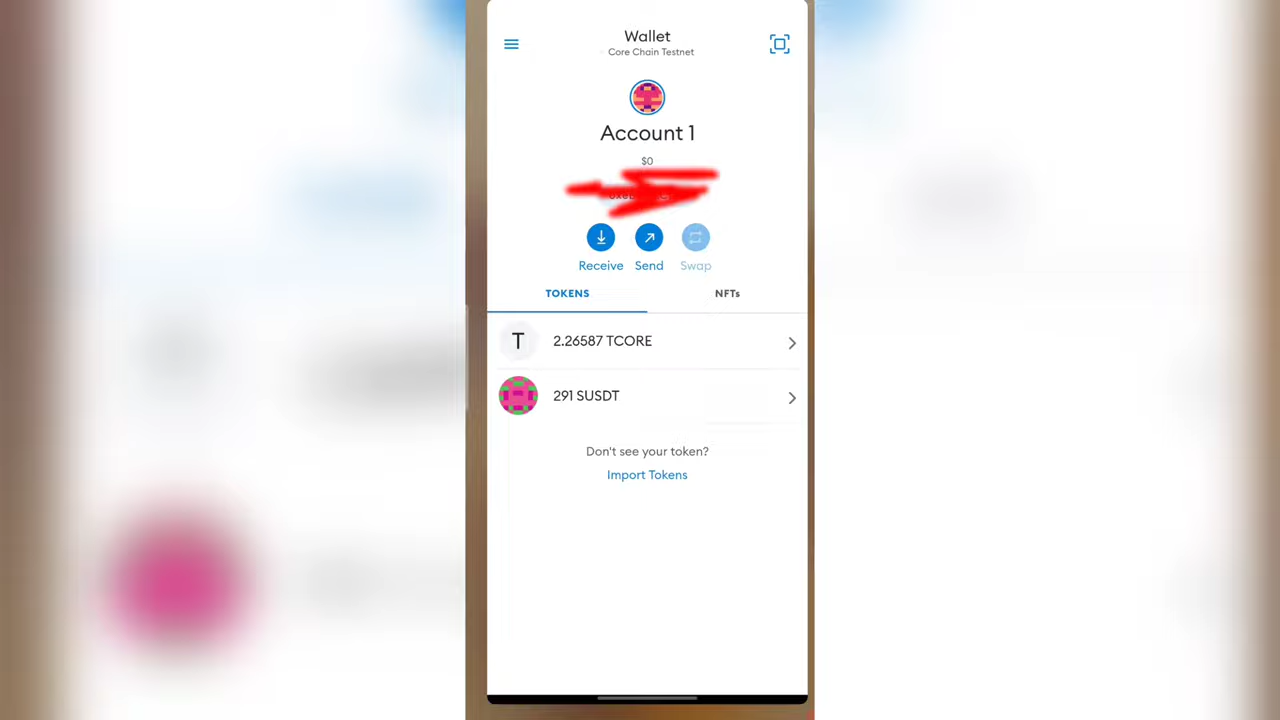 Wallet
Core Chain Testnet
Account 1
$0
Receive Send Swap
TOKENS NFTs
T 2.26587 TCORE
291 SUSDT
Don't see your token?
Import Tokens